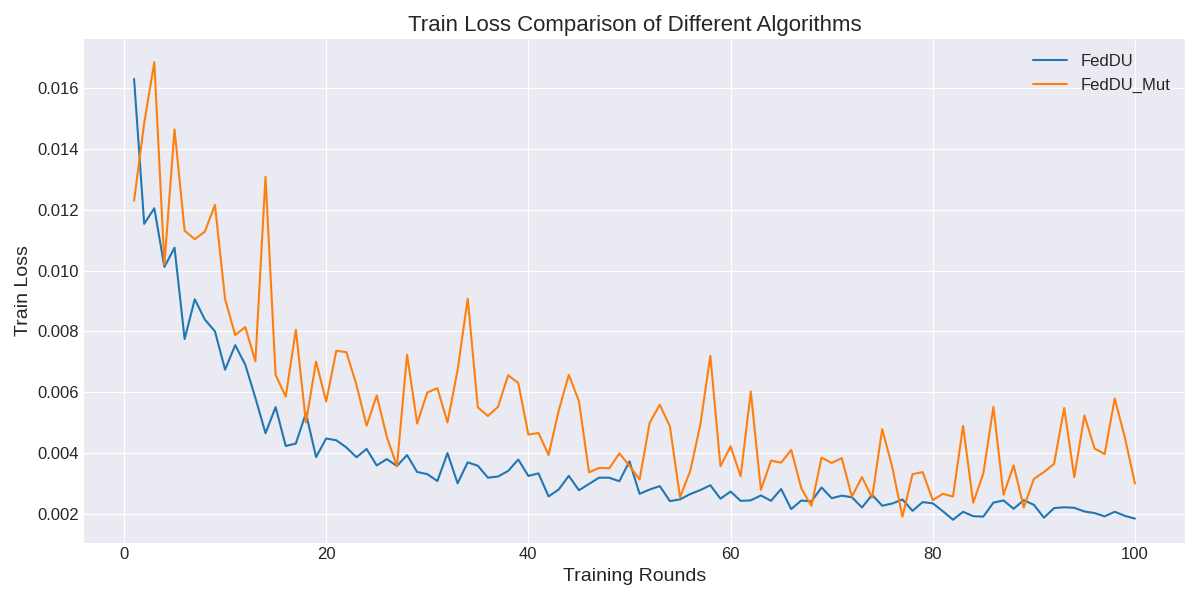 Train Loss Comparison of Different Algorithms
FedDU
FedDU_Mut
Train Loss
0.016
0.014
0.012
0.010
0.008
0.006
0.004
0.002
0 20 40 60 80 100
Training Rounds